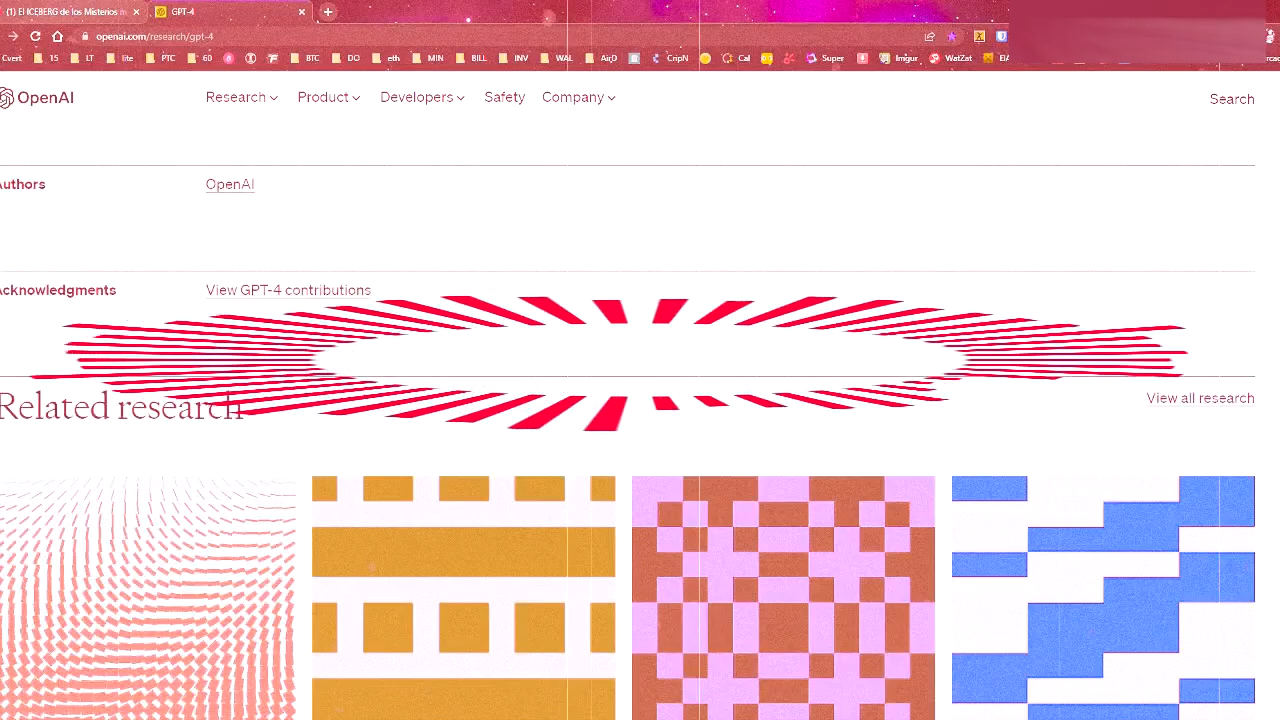 (1) El ICEBERG de los Misterios m
GPT-4
openai.com/research/gpt-4
Cvert 15 LT lite PTC 60 BTC DO eth MIN BILL INV WAL AirD CripN Cal Super Imgur WatZat
OpenAI Research Product Developers Safety Company Search
Authors OpenAI
Acknowledgments View GPT-4 contributions
Related research View all research